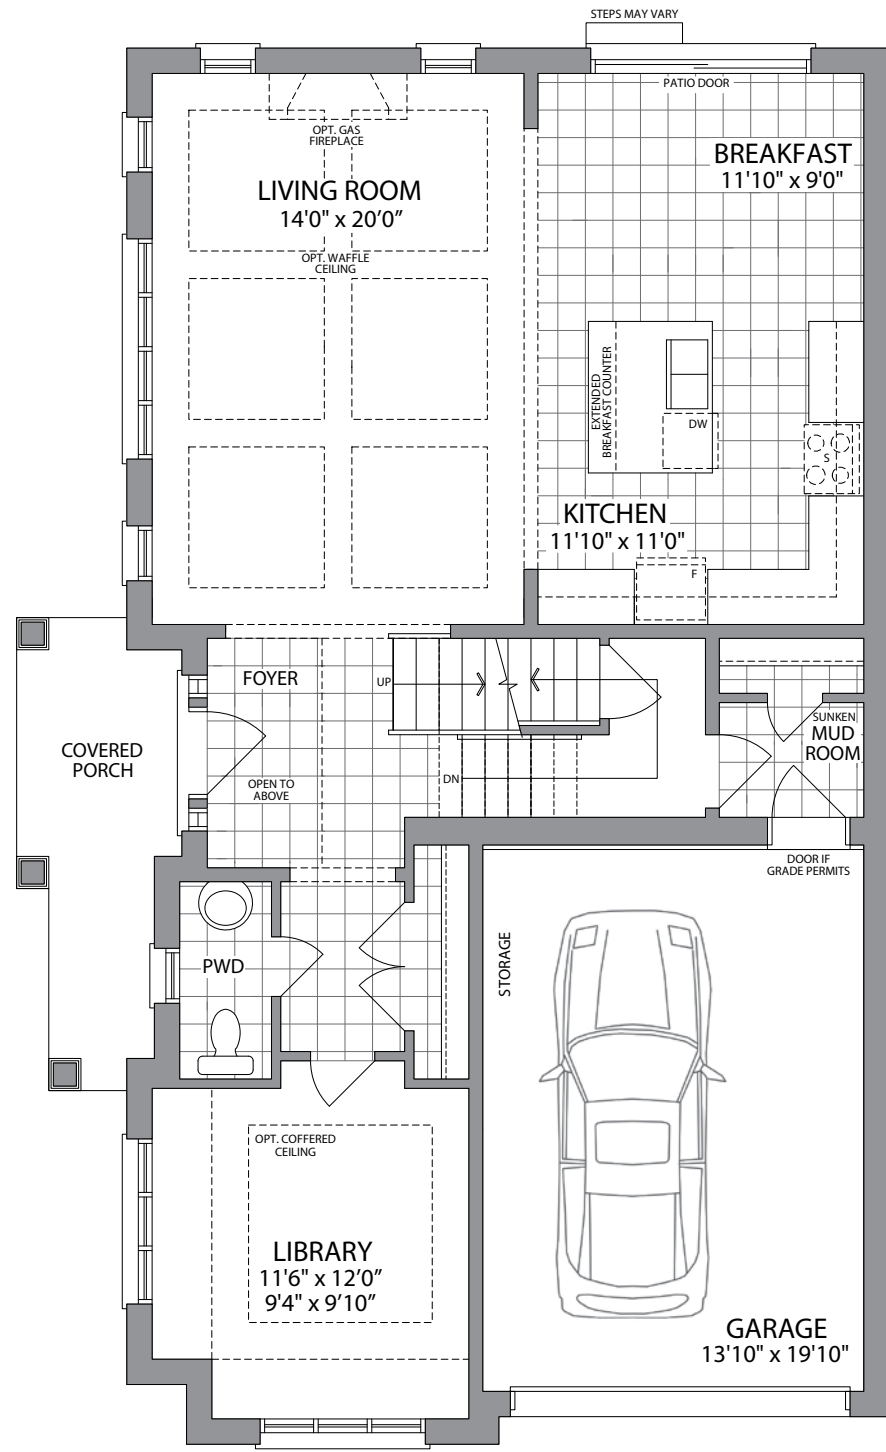 STEPS MAY VARY
PATIO DOOR
OPT. GAS
FIREPLACE
BREAKFAST
11'10" x 9'0"
LIVING ROOM
14'0" x 20’0”
OPT. WAFFLE
CEILING
EXTENDED
BREAKFAST COUNTER
DW
S
KITCHEN
11'10" x 11'0"
F
FOYER
UP
SUNKEN
MUD
ROOM
COVERED
PORCH
OPEN TO
ABOVE
DN
DOOR IF
GRADE PERMITS
PWD
STORAGE
OPT. COFFERED
CEILING
LIBRARY
11'6" x 12’0”
9'4" x 9’10”
GARAGE
13'10" x 19'10"